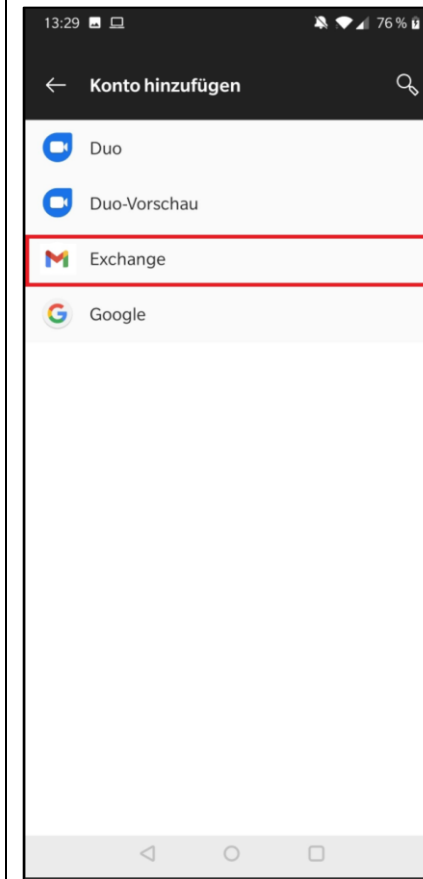 13:29 76 %
Konto hinzufügen
Duo
Duo-Vorschau
Exchange
Google